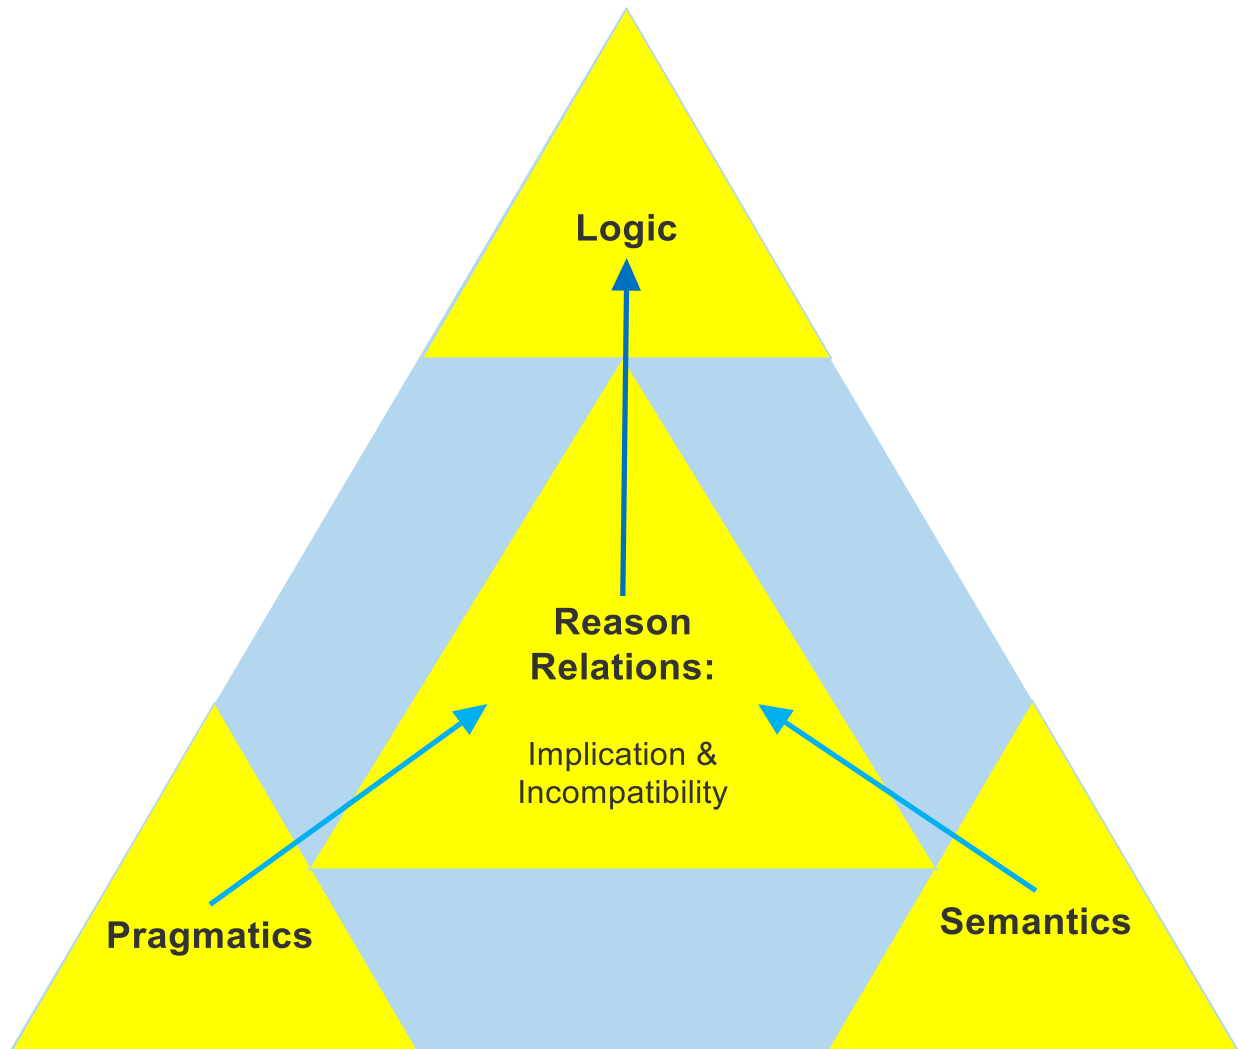 Logic
Reason
Relations:
Implication &
Incompatibility
Pragmatics
Semantics